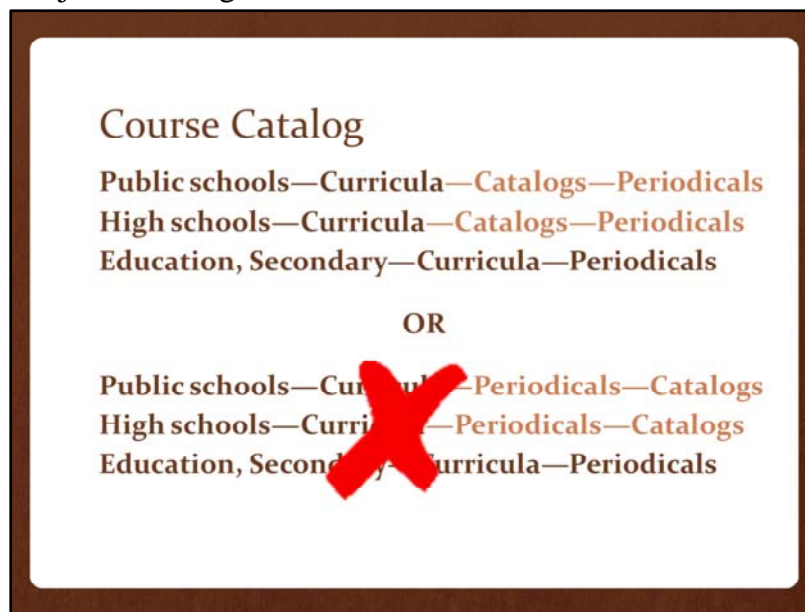 Course Catalog
Public schools—Curricula—Catalogs—Periodicals
High schools—Curricula—Catalogs—Periodicals
Education, Secondary—Curricula—Periodicals
OR
Public schools— —Periodicals—Catalogs
High schools— —Periodicals—Catalogs
Education, —Curricula—Periodicals